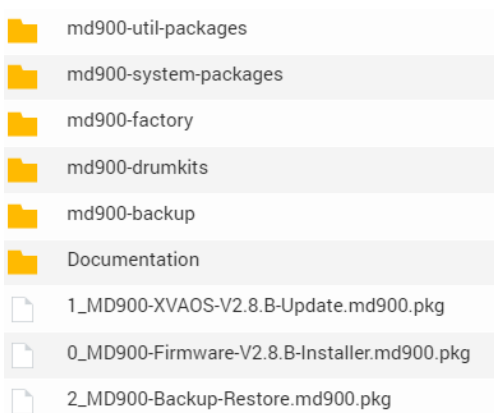 md900-util-packages
md900-system-packages
md900-factory
md900-drumkits
md900-backup
Documentation
1_MD900-XVAOS-V2.8.B-Update.md900.pkg
0_MD900-Firmware-V2.8.B-Installer.md900.pkg
2_MD900-Backup-Restore.md900.pkg